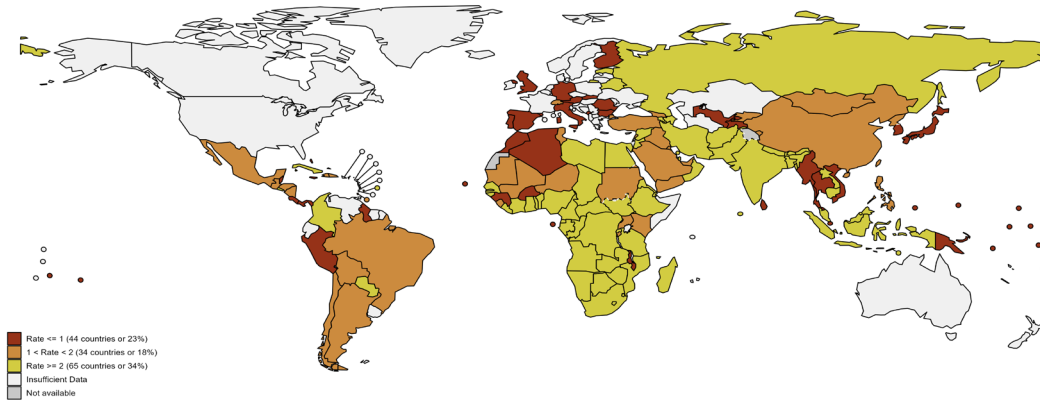 Rate <= 1 (44 countries or 23%)
1 < Rate < 2 (34 countries or 18%)
Rate >= 2 (65 countries or 34%)
Insufficient Data
Not available